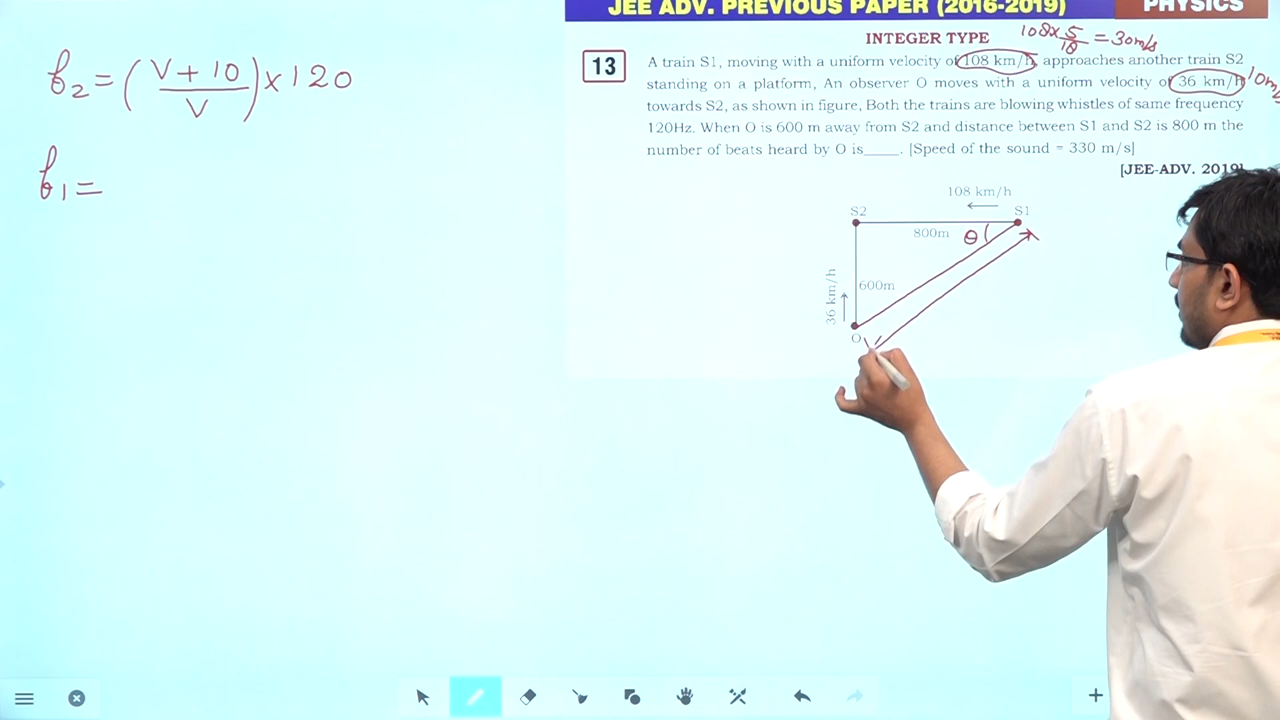 JEE ADV. PREVIOUS PAPER (2016-2019)
PHYSICS
INTEGER TYPE
108 × 5/18 = 30 m/s
13
A train S1, moving with a uniform velocity of 108 km/h, approaches another train S2
standing on a platform, An observer O moves with a uniform velocity of 36 km/h
10 m/
towards S2, as shown in figure, Both the trains are blowing whistles of same frequency
120Hz. When O is 600 m away from S2 and distance between S1 and S2 is 800 m the
number of beats heard by O is____. [Speed of the sound = 330 m/s]
[JEE-ADV. 2019]
f2 = (V+10/V) × 120
f1 =
108 km/h
S2
S1
800m
θ
36 km/h
600m
O